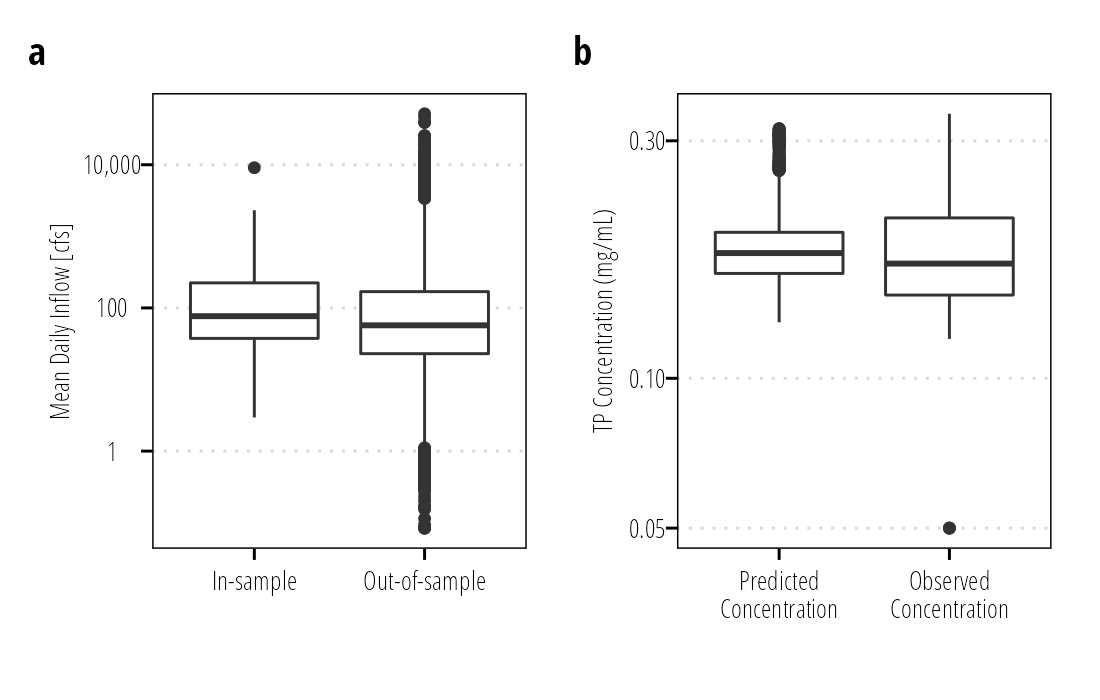 a
Mean Daily Inflow [cfs]
10,000
100
1
In-sample
Out-of-sample
b
TP Concentration (mg/mL)
0.30
0.10
0.05
Predicted
Concentration
Observed
Concentration